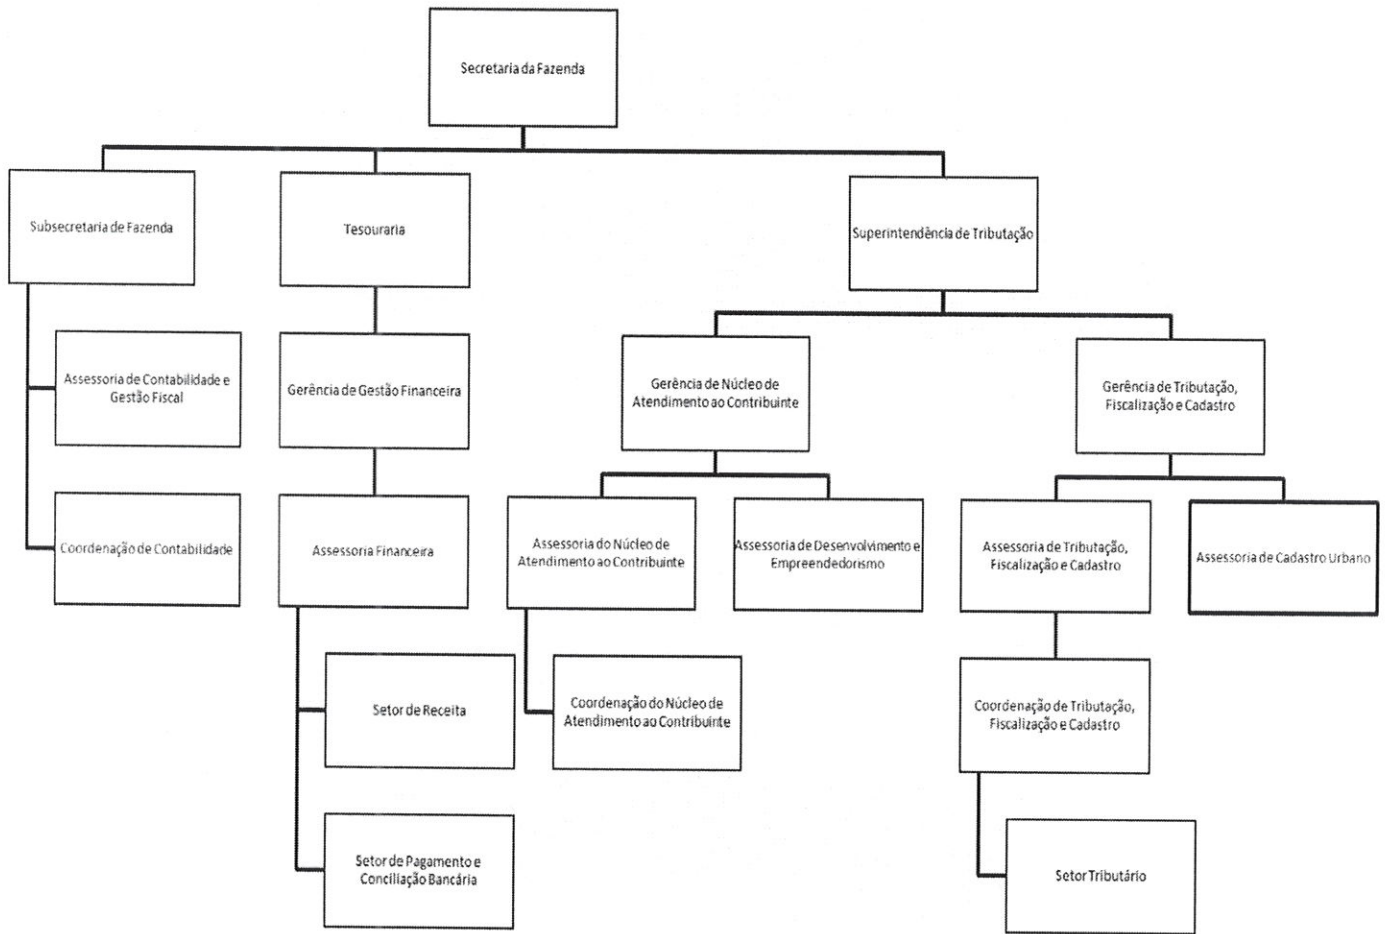 Secretaria da Fazenda
Subsecretaria de Fazenda
Tesouraria
Superintendência de Tributação
Assessoria de Contabilidade e
Gestão Fiscal
Gerência de Gestão Financeira
Gerência de Núcleo de
Atendimento ao Contribuinte
Gerência de Tributação,
Fiscalização e Cadastro
Coordenação de Contabilidade
Assessoria Financeira
Assessoria do Núcleo de
Atendimento ao Contribuinte
Assessoria de Desenvolvimento e
Empreendedorismo
Assessoria de Tributação,
Fiscalização e Cadastro
Assessoria de Cadastro Urbano
Setor de Receita
Coordenação do Núcleo de
Atendimento ao Contribuinte
Coordenação de Tributação,
Fiscalização e Cadastro
Setor de Pagamento e
Conciliação Bancária
Setor Tributário